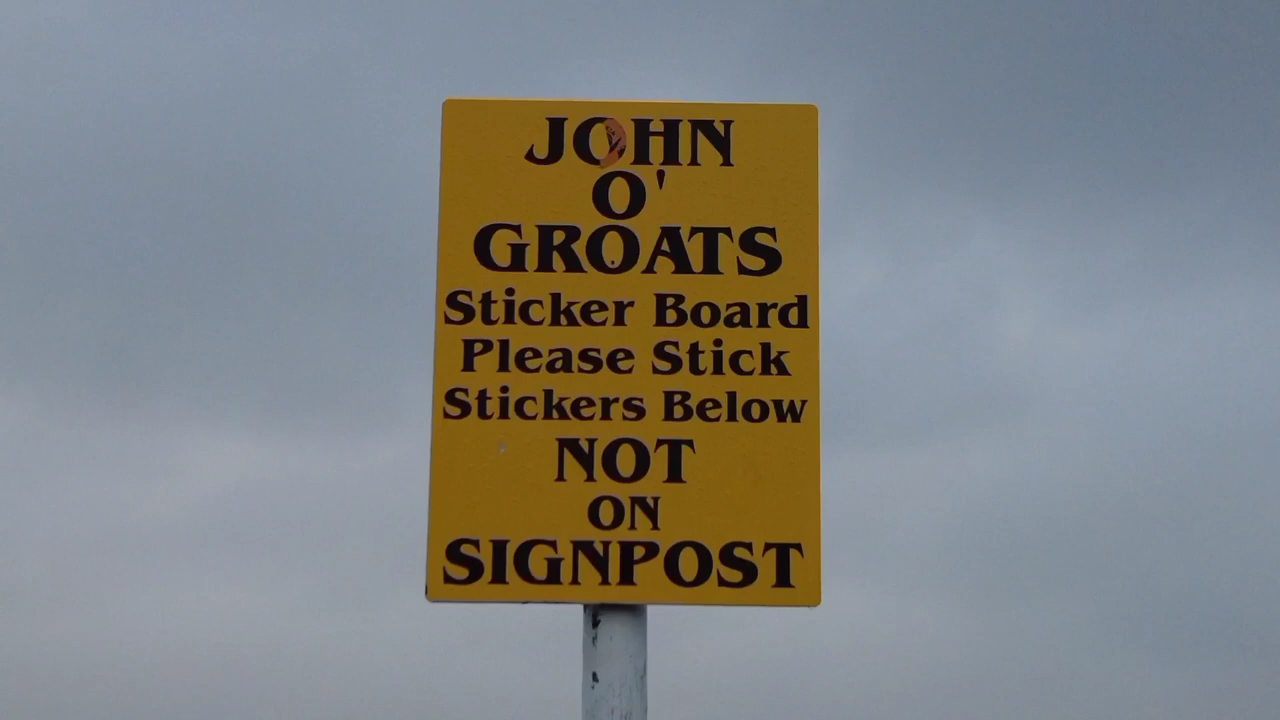 JOHN
O'
GROATS
Sticker Board
Please Stick
Stickers Below
NOT
ON
SIGNPOST